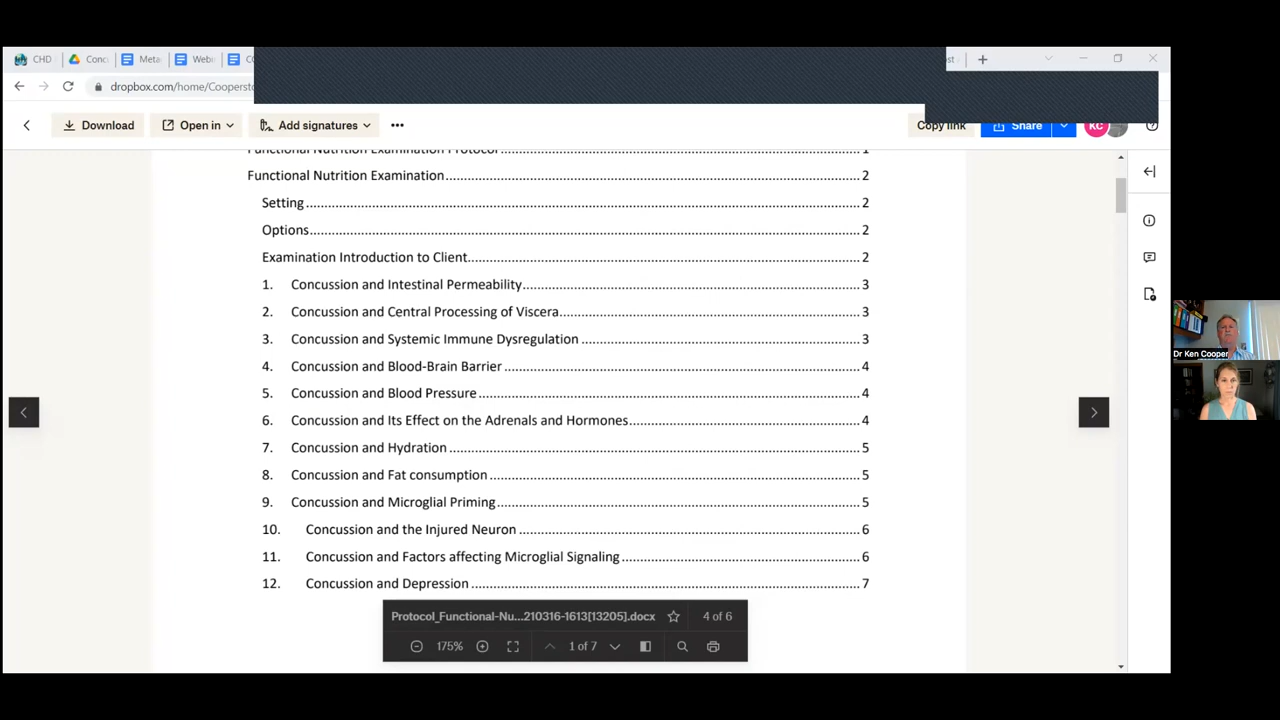 CHD Conc Meta Webi CO
dropbox.com/home/Coopersto
Download Open in Add signatures ••• Copy link Share KC
Functional Nutrition Examination Protocol 1
Functional Nutrition Examination 2
Setting 2
Options 2
Examination Introduction to Client 2
1. Concussion and Intestinal Permeability 3
2. Concussion and Central Processing of Viscera 3
3. Concussion and Systemic Immune Dysregulation 3
4. Concussion and Blood-Brain Barrier 4
5. Concussion and Blood Pressure 4
6. Concussion and Its Effect on the Adrenals and Hormones 4
7. Concussion and Hydration 5
8. Concussion and Fat consumption 5
9. Concussion and Microglial Priming 5
10. Concussion and the Injured Neuron 6
11. Concussion and Factors affecting Microglial Signaling 6
12. Concussion and Depression 7
Protocol_Functional-Nu...210316-1613[13205].docx 4 of 6
175% 1 of 7
Dr Ken Cooper